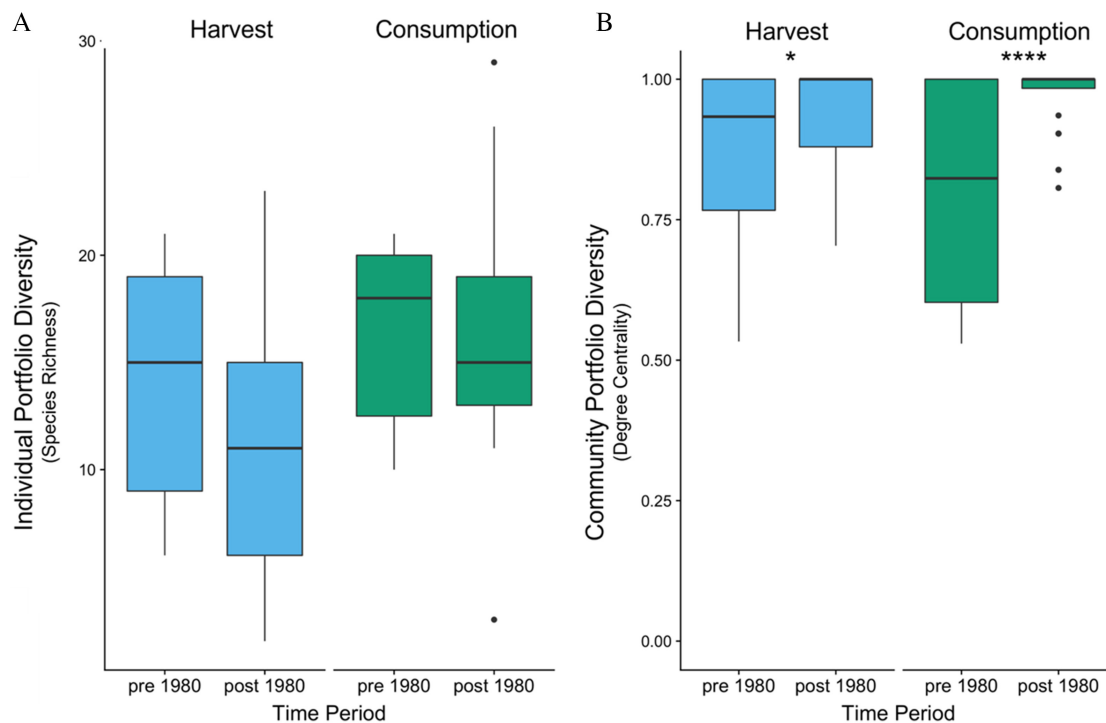 A
Harvest
Consumption
30
20
10
Individual Portfolio Diversity
(Species Richness)
pre 1980
post 1980
pre 1980
post 1980
Time Period
B
Harvest
Consumption
*
****
1.00
0.75
0.50
0.25
0.00
Community Portfolio Diversity
(Degree Centrality)
pre 1980
post 1980
pre 1980
post 1980
Time Period